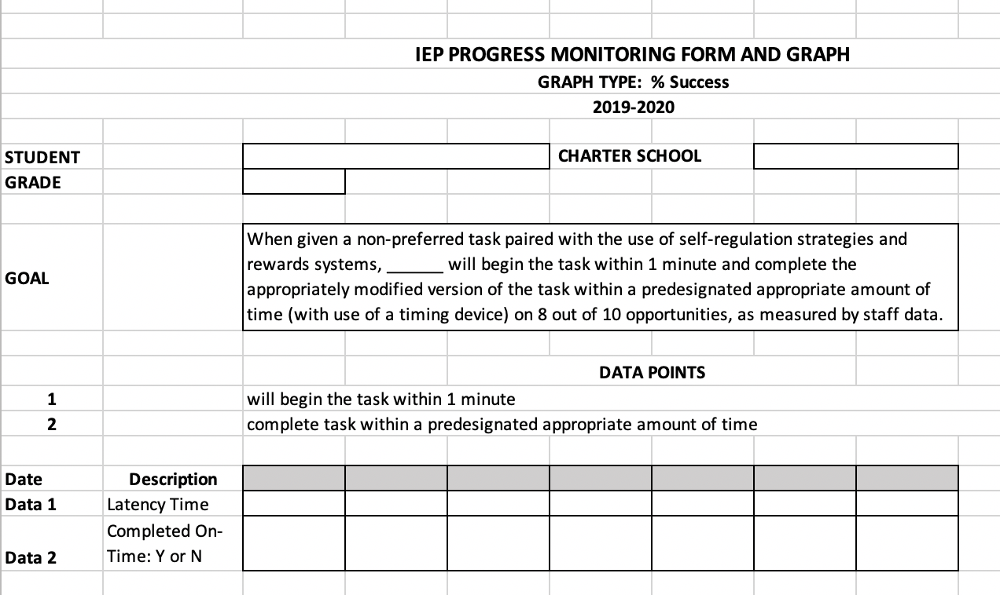 IEP PROGRESS MONITORING FORM AND GRAPH
GRAPH TYPE:  % Success
2019-2020
STUDENT CHARTER SCHOOL
GRADE
GOAL
When given a non-preferred task paired with the use of self-regulation strategies and
rewards systems, ______ will begin the task within 1 minute and complete the
appropriately modified version of the task within a predesignated appropriate amount of
time (with use of a timing device) on 8 out of 10 opportunities, as measured by staff data.
DATA POINTS
1 will begin the task within 1 minute
2 complete task within a predesignated appropriate amount of time
Date Description
Data 1 Latency Time
Data 2 Completed On-
Time: Y or N